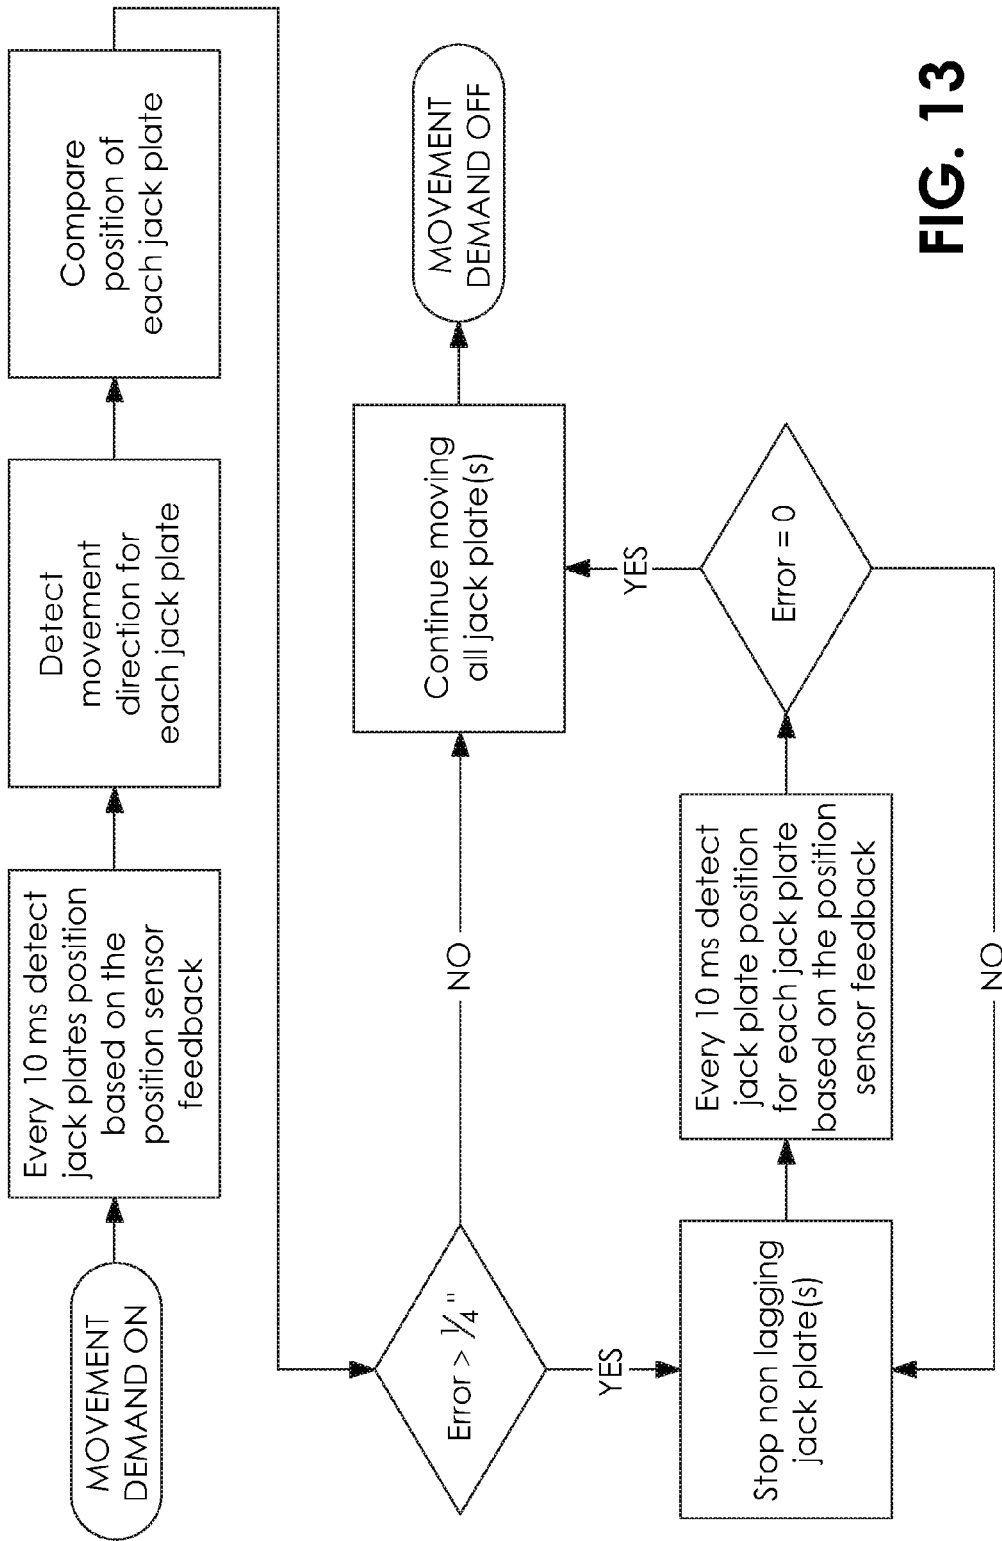 MOVEMENT
DEMAND ON
Every 10 ms detect
jack plates position
based on the
position sensor
feedback
Detect
movement
direction for
each jack plate
Compare
position of
each jack plate
Error > 1/4"
NO
YES
Continue moving
all jack plate(s)
MOVEMENT
DEMAND OFF
Stop non lagging
jack plate(s)
Every 10 ms detect
jack plate position
for each jack plate
based on the position
sensor feedback
Error = 0
YES
NO
FIG. 13